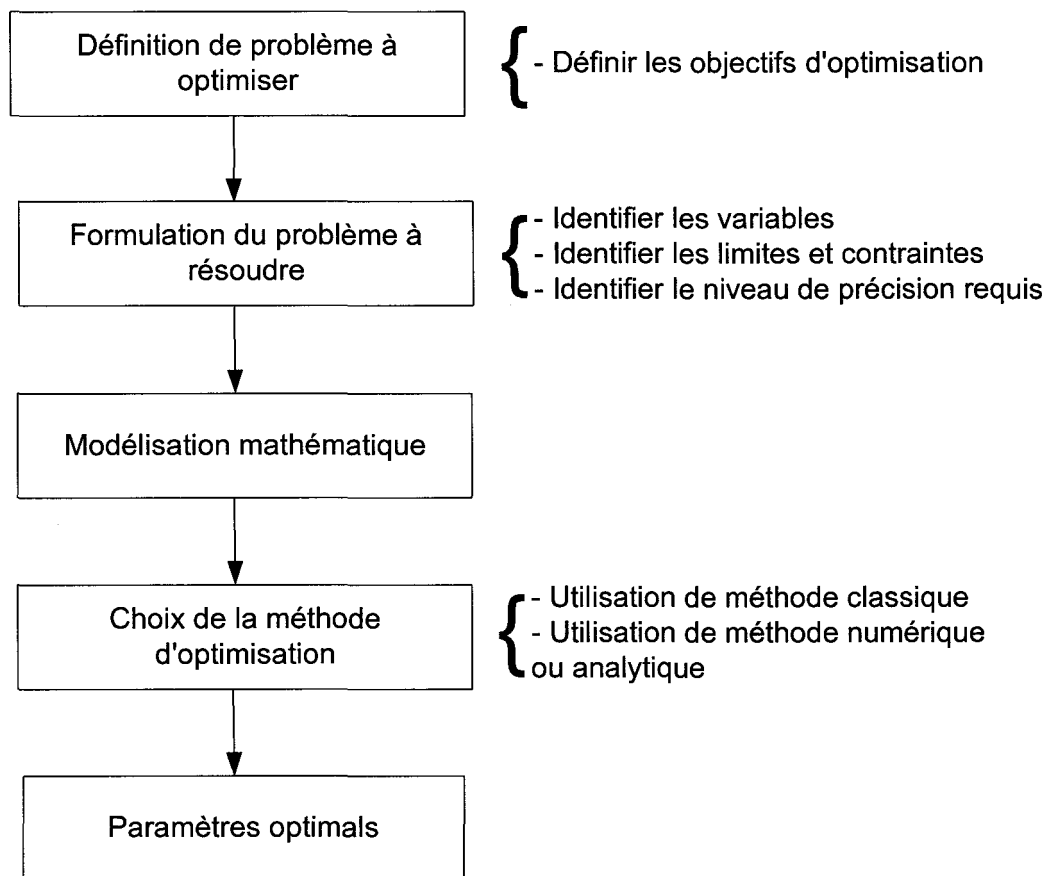 Définition de problème à
optimiser
- Définir les objectifs d'optimisation
Formulation du problème à
résoudre
- Identifier les variables
- Identifier les limites et contraintes
- Identifier le niveau de précision requis
Modélisation mathématique
Choix de la méthode
d'optimisation
- Utilisation de méthode classique
- Utilisation de méthode numérique
ou analytique
Paramètres optimals